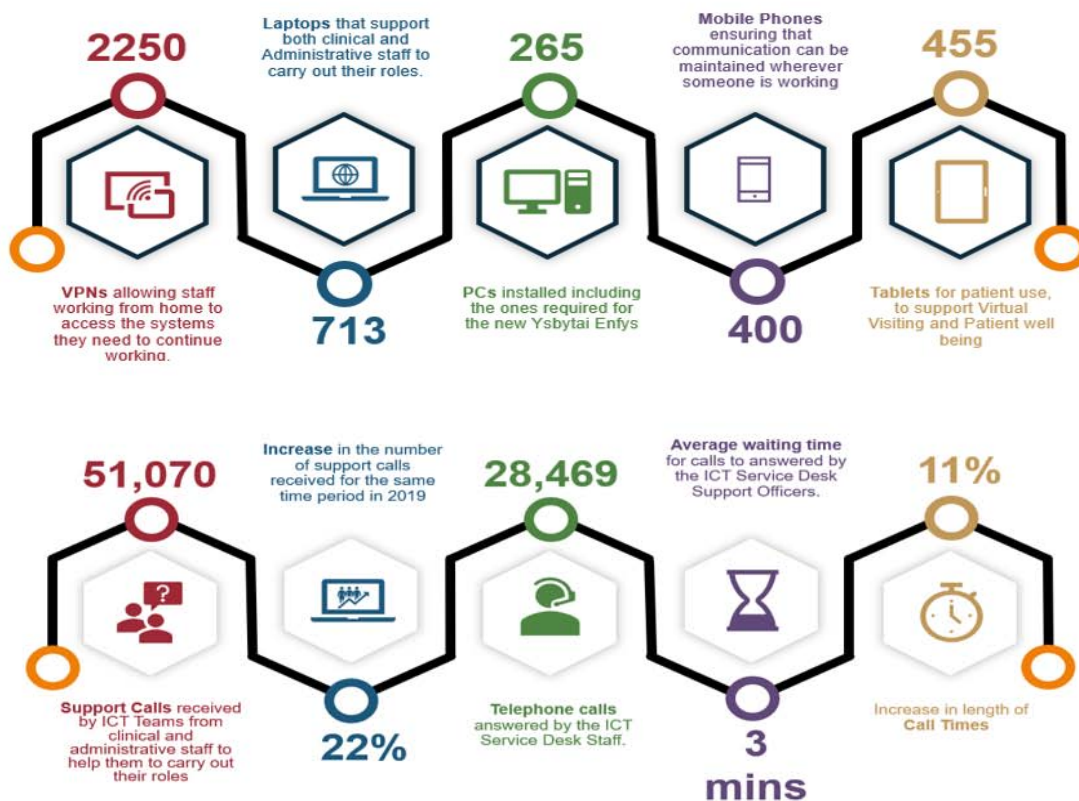 2250
VPNs allowing staff
working from home to
access the systems
they need to continue
working.
Laptops that support
both clinical and
Administrative staff to
carry out their roles.
713
265
PCs installed including
the ones required for
the new Ysbytai Enfys
Mobile Phones
ensuring that
communication can be
maintained wherever
someone is working
400
455
Tablets for patient use,
to support Virtual
Visiting and Patient well
being
51,070
?
Support Calls received
by ICT Teams from
clinical and
administrative staff to
help them to carry out
their roles
Increase in the number
of support calls
received for the same
time period in 2019
22%
28,469
Telephone calls
answered by the ICT
Service Desk Staff.
Average waiting time
for calls to answered by
the ICT Service Desk
Support Officers.
3
mins
11%
Increase in length of
Call Times